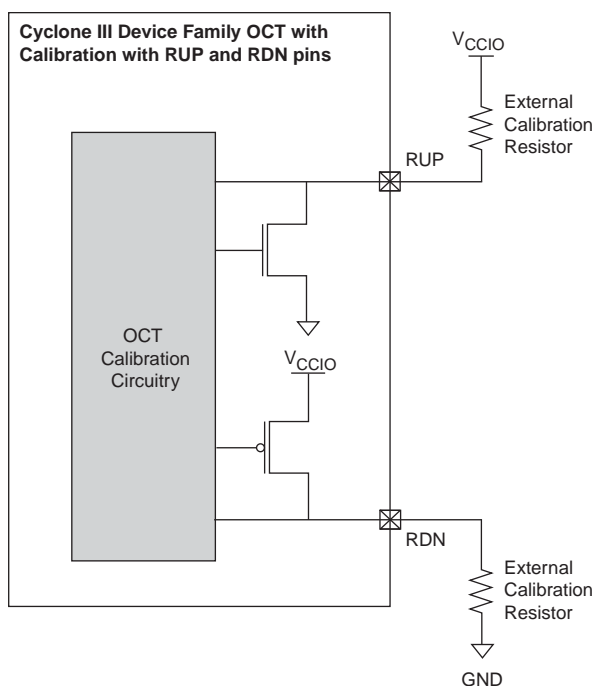 Cyclone III Device Family OCT with
Calibration with RUP and RDN pins
VCCIO
External
Calibration
Resistor
RUP
OCT
Calibration
Circuitry
VCCIO
RDN
External
Calibration
Resistor
GND